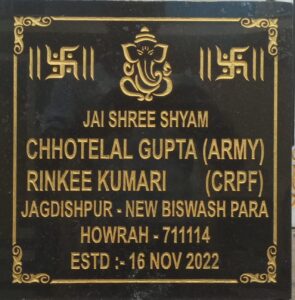 JAI SHREE SHYAM
CHHOTELAL GUPTA (ARMY)
RINKEE KUMARI (CRPF)
JAGDISHPUR - NEW BISWASH PARA
HOWRAH - 711114
ESTD :- 16 NOV 2022